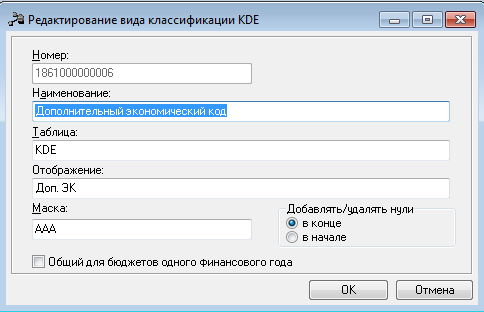 Редактирование вида классификации KDE
Номер:
1861000000006
Наименование:
Дополнительный экономический код
Таблица:
KDE
Отображение:
Доп. ЭК
Маска:
AAA
Добавлять/удалять нули
в конце
в начале
Общий для бюджетов одного финансового года
OK
Отмена